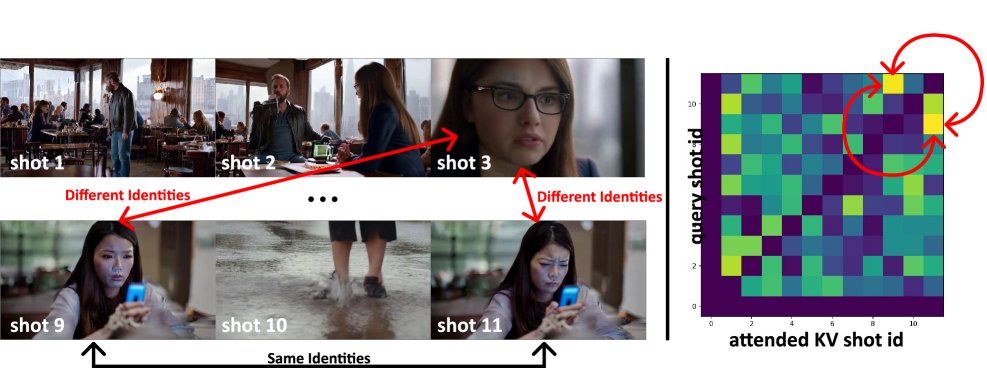 shot 1
shot 2
shot 3
Different Identities
Different Identities
...
shot 9
shot 10
shot 11
Same Identities
query shot id
10
8
6
4
2
0
0
2
4
6
8
10
attended KV shot id